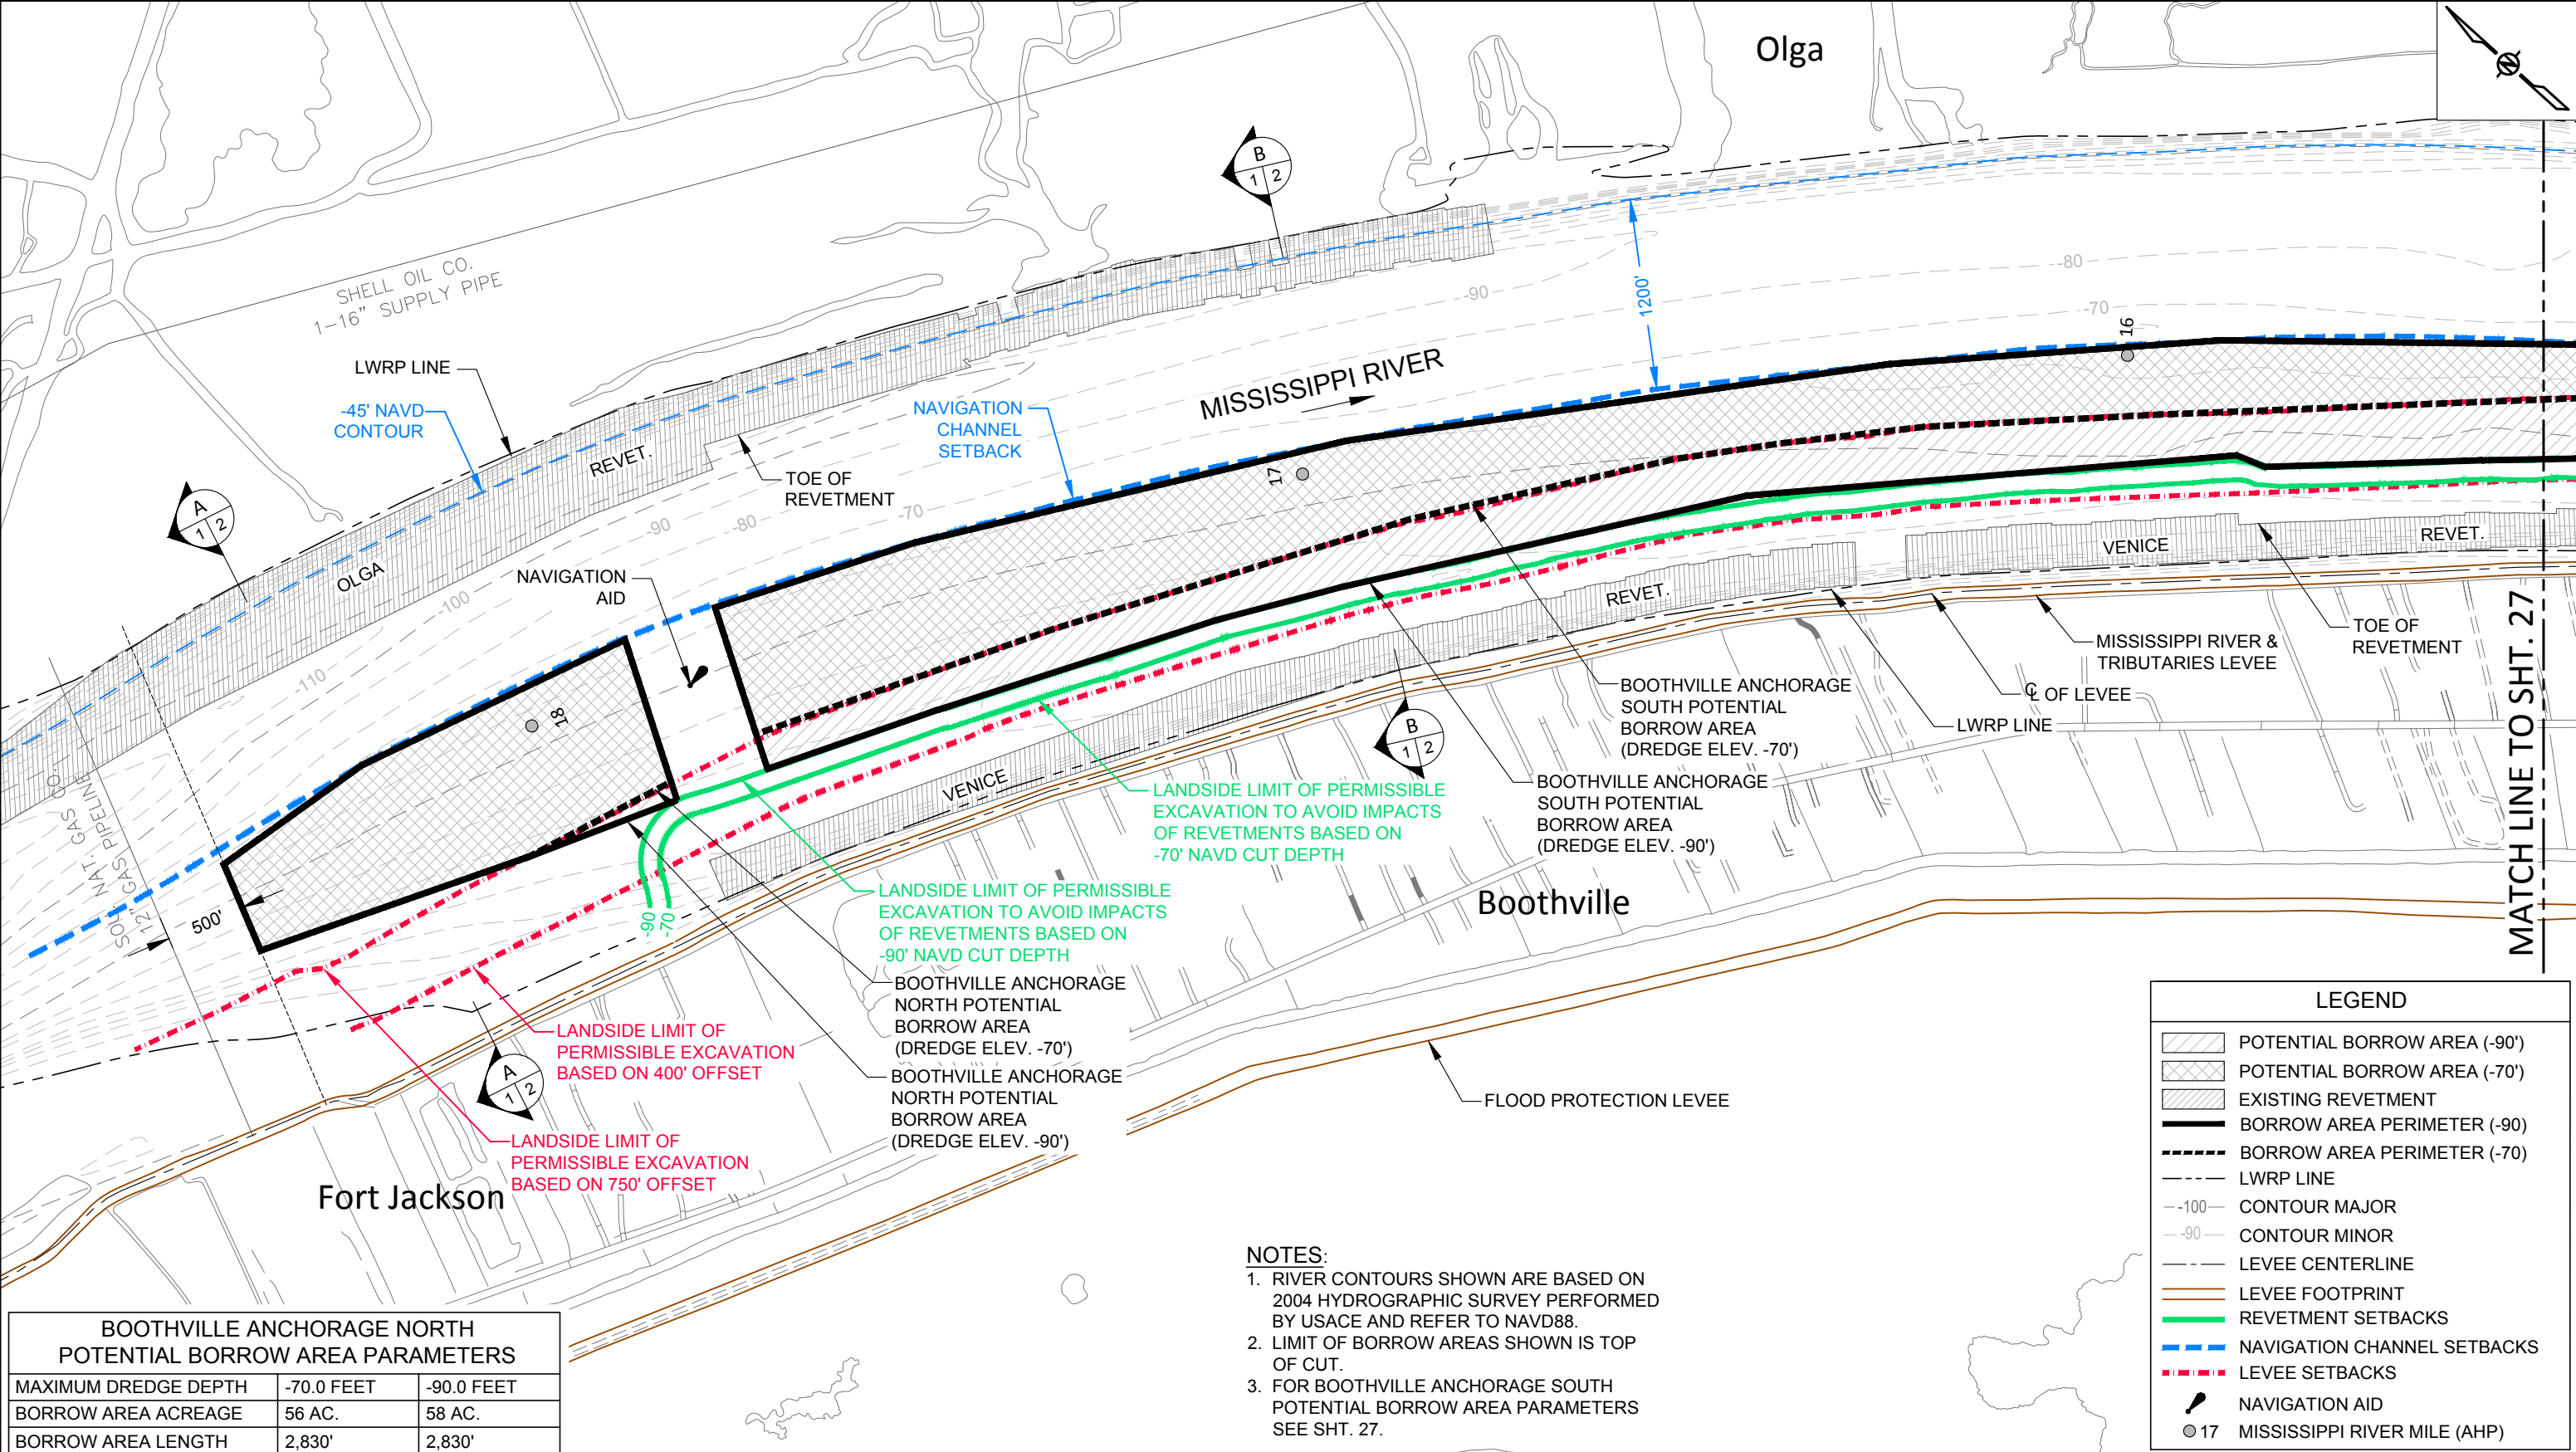 Olga
N
B
1 2
SHELL OIL CO.
1-16" SUPPLY PIPE
LWRP LINE
-45' NAVD
CONTOUR
REVET.
TOE OF
REVETMENT
NAVIGATION
CHANNEL
SETBACK
MISSISSIPPI RIVER
1200'
-90
-80
-70
16
17
A
1 2
OLGA
-90
-80
-70
-100
-110
NAVIGATION
AID
18
SOU. NAT. GAS CO.
12" GAS PIPELINE
500'
VENICE
REVET.
REVET.
VENICE
TOE OF
REVETMENT
MISSISSIPPI RIVER &
TRIBUTARIES LEVEE
℄ OF LEVEE
LWRP LINE
MATCH LINE TO SHT. 27
B
1 2
BOOTHVILLE ANCHORAGE
SOUTH POTENTIAL
BORROW AREA
(DREDGE ELEV. -70')
BOOTHVILLE ANCHORAGE
SOUTH POTENTIAL
BORROW AREA
(DREDGE ELEV. -90')
LANDSIDE LIMIT OF PERMISSIBLE
EXCAVATION TO AVOID IMPACTS
OF REVETMENTS BASED ON
-70' NAVD CUT DEPTH
LANDSIDE LIMIT OF PERMISSIBLE
EXCAVATION TO AVOID IMPACTS
OF REVETMENTS BASED ON
-90' NAVD CUT DEPTH
-90
-70
BOOTHVILLE ANCHORAGE
NORTH POTENTIAL
BORROW AREA
(DREDGE ELEV. -70')
BOOTHVILLE ANCHORAGE
NORTH POTENTIAL
BORROW AREA
(DREDGE ELEV. -90')
LANDSIDE LIMIT OF
PERMISSIBLE EXCAVATION
BASED ON 400' OFFSET
A
1 2
LANDSIDE LIMIT OF
PERMISSIBLE EXCAVATION
BASED ON 750' OFFSET
Boothville
Fort Jackson
FLOOD PROTECTION LEVEE
LEGEND
POTENTIAL BORROW AREA (-90')
POTENTIAL BORROW AREA (-70')
EXISTING REVETMENT
BORROW AREA PERIMETER (-90)
BORROW AREA PERIMETER (-70)
LWRP LINE
-100 CONTOUR MAJOR
-90 CONTOUR MINOR
LEVEE CENTERLINE
LEVEE FOOTPRINT
REVETMENT SETBACKS
NAVIGATION CHANNEL SETBACKS
LEVEE SETBACKS
NAVIGATION AID
17 MISSISSIPPI RIVER MILE (AHP)
NOTES:
1. RIVER CONTOURS SHOWN ARE BASED ON
2004 HYDROGRAPHIC SURVEY PERFORMED
BY USACE AND REFER TO NAVD88.
2. LIMIT OF BORROW AREAS SHOWN IS TOP
OF CUT.
3. FOR BOOTHVILLE ANCHORAGE SOUTH
POTENTIAL BORROW AREA PARAMETERS
SEE SHT. 27.
BOOTHVILLE ANCHORAGE NORTH
POTENTIAL BORROW AREA PARAMETERS
MAXIMUM DREDGE DEPTH -70.0 FEET -90.0 FEET
BORROW AREA ACREAGE 56 AC. 58 AC.
BORROW AREA LENGTH 2,830' 2,830'